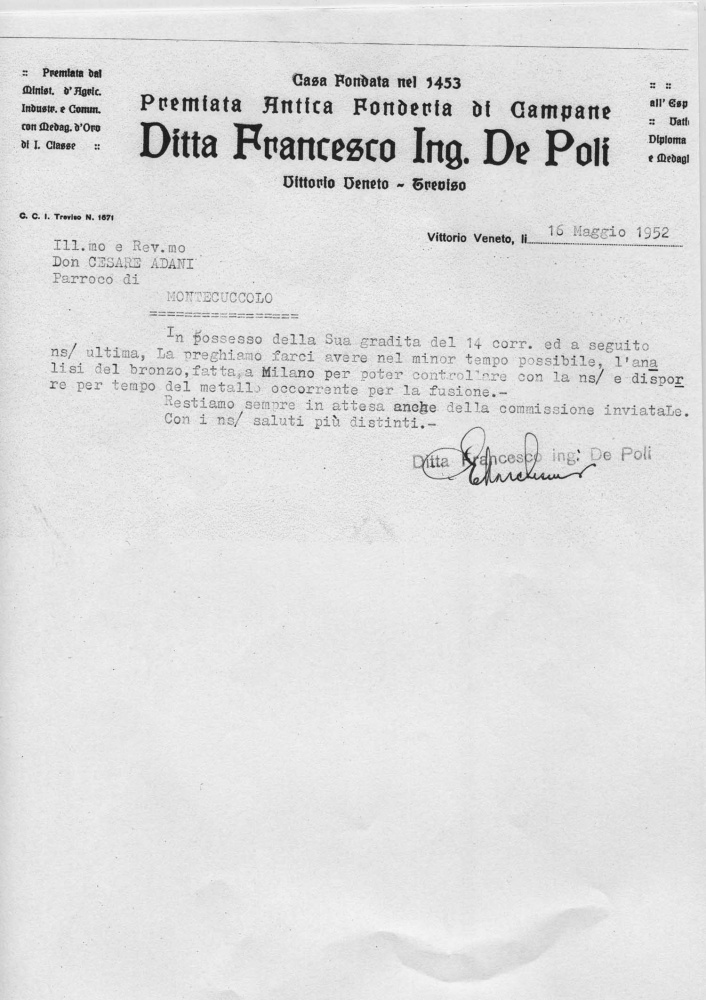 :: Premiata dal
Minist. d'Agric.
Industr. e Comm.
con Medag. d'Oro
di I. Classe ::
Casa Fondata nel 1453
Premiata Antica Fonderia di Campane
Ditta Francesco Ing. De Poli
Vittorio Veneto ~ Treviso
:: ::
all' Esp
:: Vati
Diploma
e Medagl
C. C. I. Treviso N. 1671
Vittorio Veneto, li 16 Maggio 1952
Ill.mo e Rev.mo
Don CESARE ADANI
Parroco di
MONTECUCCOLO
=================
In possesso della Sua gradita del 14 corr. ed a seguito
ns/ ultima, La preghiamo farci avere nel minor tempo possibile, l'ana
lisi del bronzo,fatta,a Milano per poter controllare con la ns/ e dispor
re per tempo del metallo occorrente per la fusione.-
Restiamo sempre in attesa anche della commissione inviataLe.
Con i ns/ saluti più distinti.-
Ditta Francesco ing. De Poli